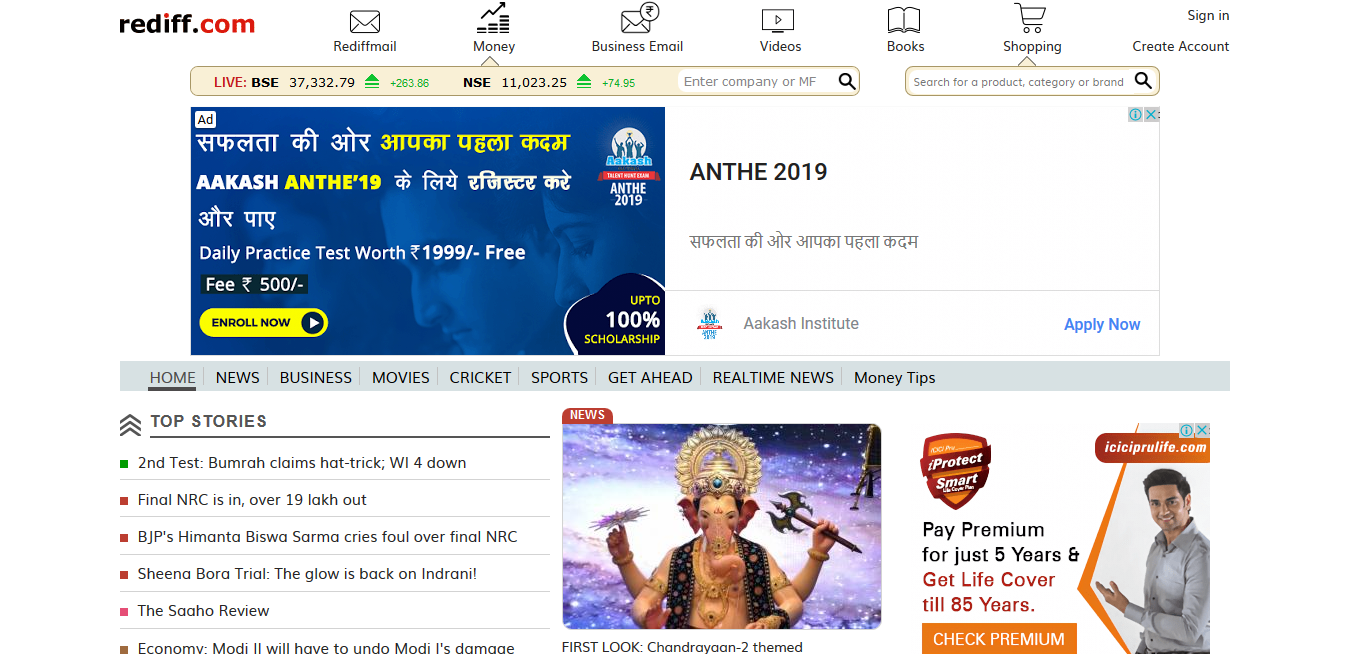 rediff.com
Rediffmail
Money
Business Email
Videos
Books
Shopping
Sign in
Create Account
LIVE: BSE 37,332.79 +263.86 NSE 11,023.25 +74.95
Enter company or MF
Search for a product, category or brand
Ad
सफलता की ओर आपका पहला कदम
AAKASH ANTHE'19 के लिये रजिस्टर करे
और पाए
Daily Practice Test Worth ₹1999/- Free
Fee ₹ 500/-
ENROLL NOW
Aakash
TALENT HUNT EXAM
ANTHE
2019
UPTO
100%
SCHOLARSHIP
ANTHE 2019
सफलता की ओर आपका पहला कदम
Aakash
ANTHE
2019
Aakash Institute
Apply Now
HOME NEWS BUSINESS MOVIES CRICKET SPORTS GET AHEAD REALTIME NEWS Money Tips
TOP STORIES
2nd Test: Bumrah claims hat-trick; WI 4 down
Final NRC is in, over 19 lakh out
BJP's Himanta Biswa Sarma cries foul over final NRC
Sheena Bora Trial: The glow is back on Indrani!
The Saaho Review
Economy: Modi II will have to undo Modi I's damage
NEWS
FIRST LOOK: Chandrayaan-2 themed
ICICI Pru
iProtect
Smart
Life Cover Plan
iciciprulife.com
Pay Premium
for just 5 Years &
Get Life Cover
till 85 Years.
CHECK PREMIUM